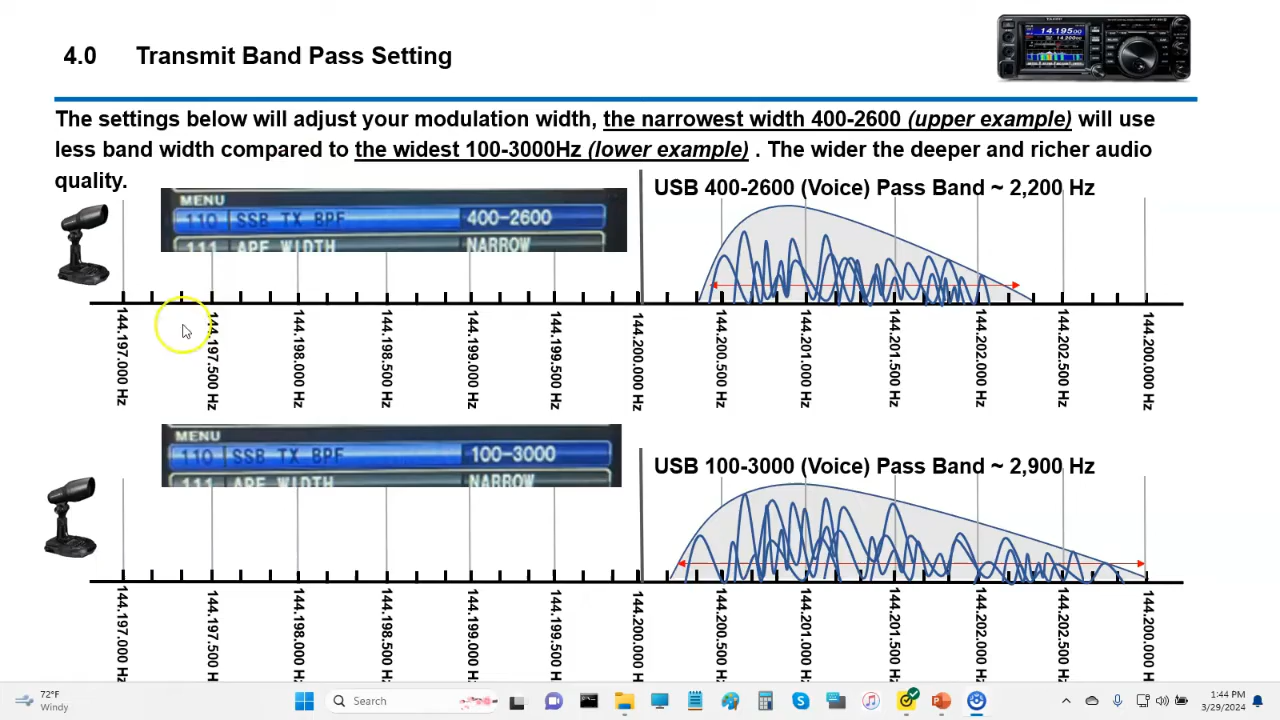 4.0 Transmit Band Pass Setting
14.195.00
14.200.00
The settings below will adjust your modulation width, the narrowest width 400-2600 (upper example) will use
less band width compared to the widest 100-3000Hz (lower example) . The wider the deeper and richer audio
quality.
USB 400-2600 (Voice) Pass Band ~ 2,200 Hz
MENU
110 SSB TX BPF 400-2600
111 APF WIDTH NARROW
144.197.000 Hz
144.197.500 Hz
144.198.000 Hz
144.198.500 Hz
144.199.000 Hz
144.199.500 Hz
144.200.000 Hz
144.200.500 Hz
144.201.000 Hz
144.201.500 Hz
144.202.000 Hz
144.202.500 Hz
144.200.000 Hz
MENU
110 SSB TX BPF 100-3000
111 APF WIDTH NARROW
USB 100-3000 (Voice) Pass Band ~ 2,900 Hz
144.197.000 Hz
144.197.500 Hz
144.198.000 Hz
144.198.500 Hz
144.199.000 Hz
144.199.500 Hz
144.200.000 Hz
144.200.500 Hz
144.201.000 Hz
144.201.500 Hz
144.202.000 Hz
144.202.500 Hz
144.200.000 Hz
72°F
Windy
Search
1:44 PM
3/29/2024